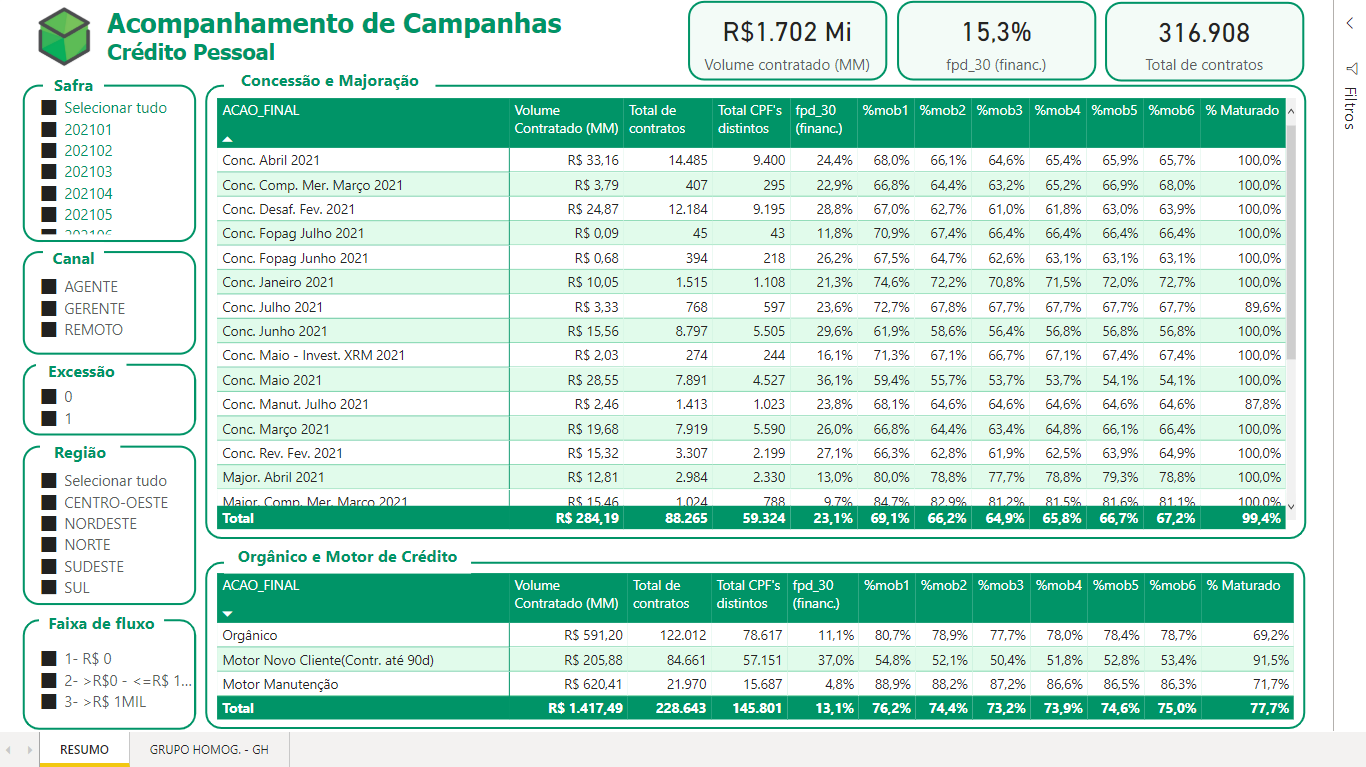 Acompanhamento de Campanhas
Crédito Pessoal
R$1.702 Mi
Volume contratado (MM)
15,3%
fpd_30 (financ.)
316.908
Total de contratos
Filtros
Safra
Selecionar tudo
202101
202102
202103
202104
202105
202106
Canal
AGENTE
GERENTE
REMOTO
Excessão
0
1
Região
Selecionar tudo
CENTRO-OESTE
NORDESTE
NORTE
SUDESTE
SUL
Faixa de fluxo
1- R$ 0
2- >R$0 - <=R$ 1...
3- >R$ 1MIL
Concessão e Majoração
ACAO_FINAL Volume Contratado (MM) Total de contratos Total CPF's distintos fpd_30 (financ.) %mob1 %mob2 %mob3 %mob4 %mob5 %mob6 % Maturado
Conc. Abril 2021 R$ 33,16 14.485 9.400 24,4% 68,0% 66,1% 64,6% 65,4% 65,9% 65,7% 100,0%
Conc. Comp. Mer. Março 2021 R$ 3,79 407 295 22,9% 66,8% 64,4% 63,2% 65,2% 66,9% 68,0% 100,0%
Conc. Desaf. Fev. 2021 R$ 24,87 12.184 9.195 28,8% 67,0% 62,7% 61,0% 61,8% 63,0% 63,9% 100,0%
Conc. Fopag Julho 2021 R$ 0,09 45 43 11,8% 70,9% 67,4% 66,4% 66,4% 66,4% 66,4% 100,0%
Conc. Fopag Junho 2021 R$ 0,68 394 218 26,2% 67,5% 64,7% 62,6% 63,1% 63,1% 63,1% 100,0%
Conc. Janeiro 2021 R$ 10,05 1.515 1.108 21,3% 74,6% 72,2% 70,8% 71,5% 72,0% 72,7% 100,0%
Conc. Julho 2021 R$ 3,33 768 597 23,6% 72,7% 67,8% 67,7% 67,7% 67,7% 67,7% 89,6%
Conc. Junho 2021 R$ 15,56 8.797 5.505 29,6% 61,9% 58,6% 56,4% 56,8% 56,8% 56,8% 100,0%
Conc. Maio - Invest. XRM 2021 R$ 2,03 274 244 16,1% 71,3% 67,1% 66,7% 67,1% 67,4% 67,4% 100,0%
Conc. Maio 2021 R$ 28,55 7.891 4.527 36,1% 59,4% 55,7% 53,7% 53,7% 54,1% 54,1% 100,0%
Conc. Manut. Julho 2021 R$ 2,46 1.413 1.023 23,8% 68,1% 64,6% 64,6% 64,6% 64,6% 64,6% 87,8%
Conc. Março 2021 R$ 19,68 7.919 5.590 26,0% 66,8% 64,4% 63,4% 64,8% 66,1% 66,4% 100,0%
Conc. Rev. Fev. 2021 R$ 15,32 3.307 2.199 27,1% 66,3% 62,8% 61,9% 62,5% 63,9% 64,9% 100,0%
Major. Abril 2021 R$ 12,81 2.984 2.330 13,0% 80,0% 78,8% 77,7% 78,8% 79,3% 78,8% 100,0%
Major. Comp. Mer. Março 2021 R$ 15,46 1.024 788 9,7% 84,7% 82,9% 81,2% 81,5% 81,6% 81,1% 100,0%
Total R$ 284,19 88.265 59.324 23,1% 69,1% 66,2% 64,9% 65,8% 66,7% 67,2% 99,4%
Orgânico e Motor de Crédito
ACAO_FINAL Volume Contratado (MM) Total de contratos Total CPF's distintos fpd_30 (financ.) %mob1 %mob2 %mob3 %mob4 %mob5 %mob6 % Maturado
Orgânico R$ 591,20 122.012 78.617 11,1% 80,7% 78,9% 77,7% 78,0% 78,4% 78,7% 69,2%
Motor Novo Cliente(Contr. até 90d) R$ 205,88 84.661 57.151 37,0% 54,8% 52,1% 50,4% 51,8% 52,8% 53,4% 91,5%
Motor Manutenção R$ 620,41 21.970 15.687 4,8% 88,9% 88,2% 87,2% 86,6% 86,5% 86,3% 71,7%
Total R$ 1.417,49 228.643 145.801 13,1% 76,2% 74,4% 73,2% 73,9% 74,6% 75,0% 77,7%
RESUMO
GRUPO HOMOG. - GH